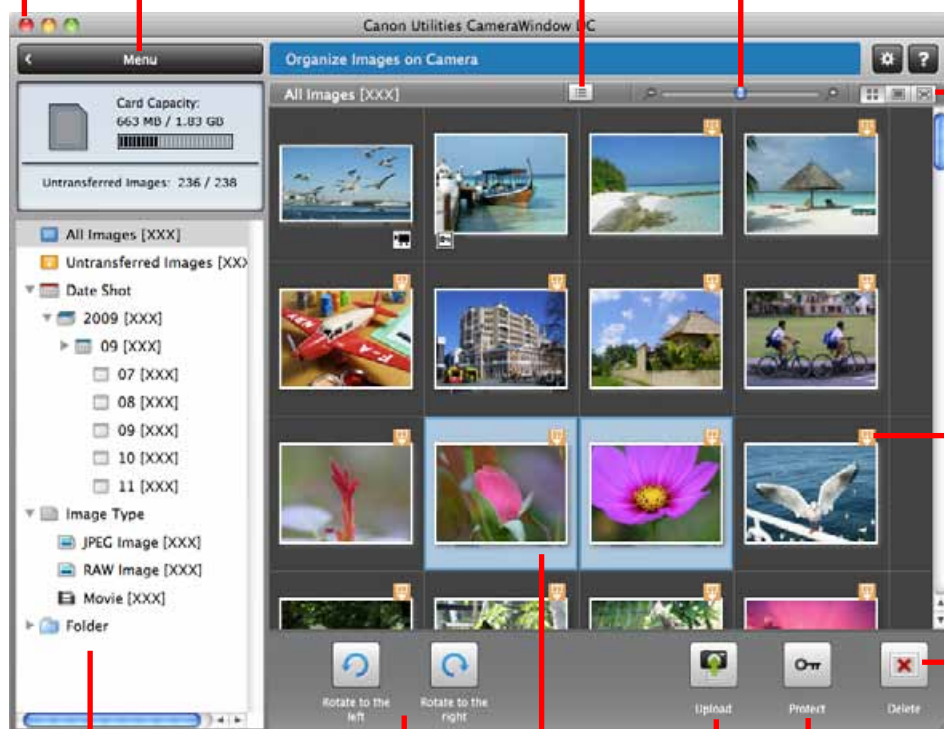 Canon Utilities CameraWindow DC
Menu
Organize Images on Camera
?
Card Capacity:
663 MB / 1.83 GB
Untransferred Images: 236 / 238
All Images [XXX]
All Images [XXX]
Untransferred Images [XX
Date Shot
2009 [XXX]
09 [XXX]
07 [XXX]
08 [XXX]
09 [XXX]
10 [XXX]
11 [XXX]
Image Type
JPEG Image [XXX]
RAW Image [XXX]
Movie [XXX]
Folder
Rotate to the
left
Rotate to the
right
Upload
Protect
Delete